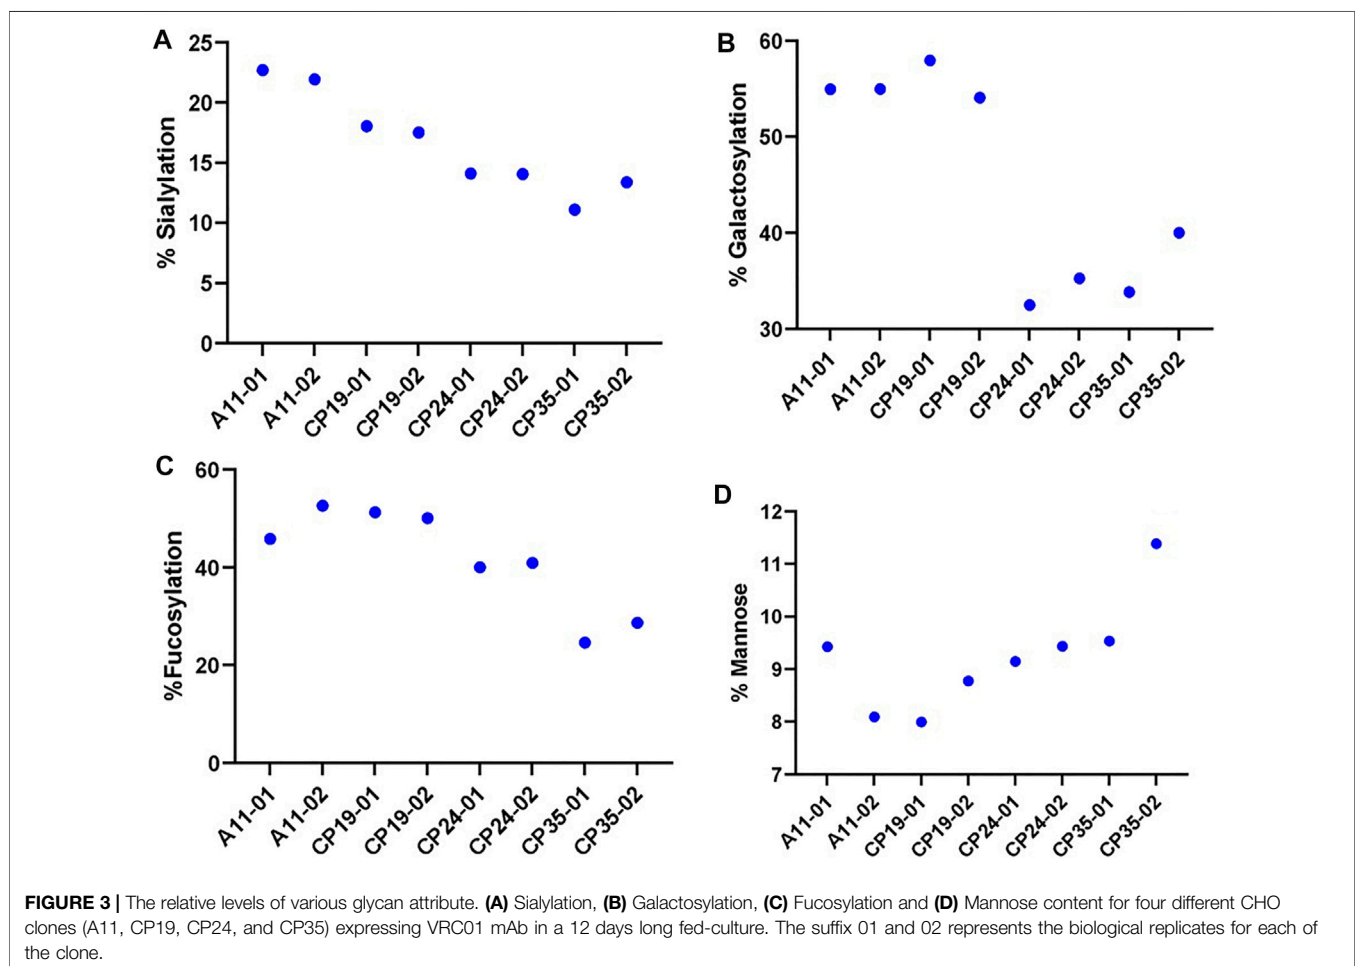 A
% Sialylation
25
20
15
10
5
0
A11-01
A11-02
CP19-01
CP19-02
CP24-01
CP24-02
CP35-01
CP35-02
B
% Galactosylation
60
50
40
30
A11-01
A11-02
CP19-01
CP19-02
CP24-01
CP24-02
CP35-01
CP35-02
C
%Fucosylation
60
40
20
0
A11-01
A11-02
CP19-01
CP19-02
CP24-01
CP24-02
CP35-01
CP35-02
D
% Mannose
12
11
10
9
8
7
A11-01
A11-02
CP19-01
CP19-02
CP24-01
CP24-02
CP35-01
CP35-02
FIGURE 3 | The relative levels of various glycan attribute. (A) Sialylation, (B) Galactosylation, (C) Fucosylation and (D) Mannose content for four different CHO
clones (A11, CP19, CP24, and CP35) expressing VRC01 mAb in a 12 days long fed-culture. The suffix 01 and 02 represents the biological replicates for each of
the clone.